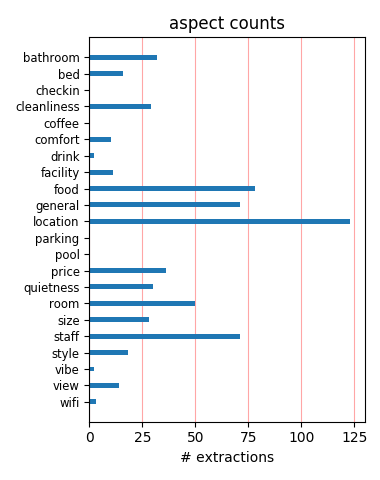 aspect counts
bathroom
bed
checkin
cleanliness
coffee
comfort
drink
facility
food
general
location
parking
pool
price
quietness
room
size
staff
style
vibe
view
wifi
0 25 50 75 100 125
# extractions